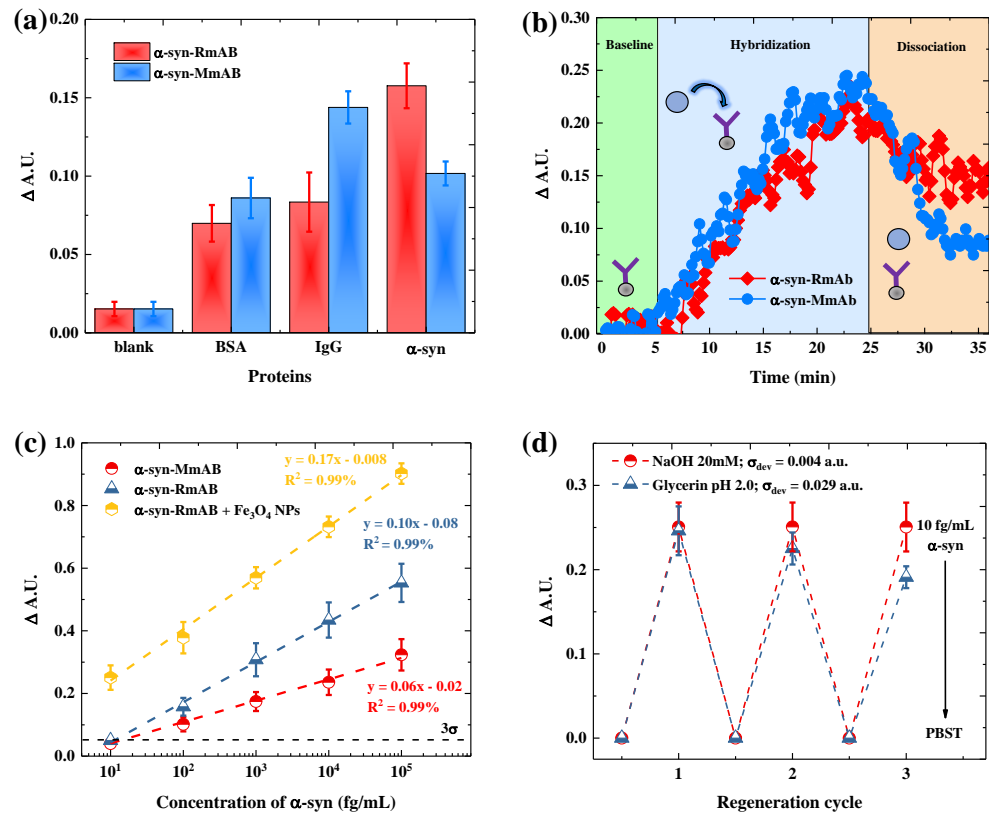 (a)
0.20
0.15
0.10
0.05
0.00
Δ A.U.
α-syn-RmAB
α-syn-MmAB
blank BSA IgG α-syn
Proteins
(b)
0.30
0.25
0.20
0.15
0.10
0.05
0.00
Δ A.U.
Baseline Hybridization Dissociation
α-syn-RmAb
α-syn-MmAb
0 5 10 15 20 25 30 35
Time (min)
(c)
1.0
0.8
0.6
0.4
0.2
0.0
Δ A.U.
α-syn-MmAB
α-syn-RmAB
α-syn-RmAB + Fe₃O₄ NPs
y = 0.17x - 0.008
R² = 0.99%
y = 0.10x - 0.08
R² = 0.99%
y = 0.06x - 0.02
R² = 0.99%
3σ
10¹ 10² 10³ 10⁴ 10⁵
Concentration of α-syn (fg/mL)
(d)
0.3
0.2
0.1
0.0
Δ A.U.
NaOH 20mM; σdev = 0.004 a.u.
Glycerin pH 2.0; σdev = 0.029 a.u.
10 fg/mL
α-syn
PBST
1 2 3
Regeneration cycle